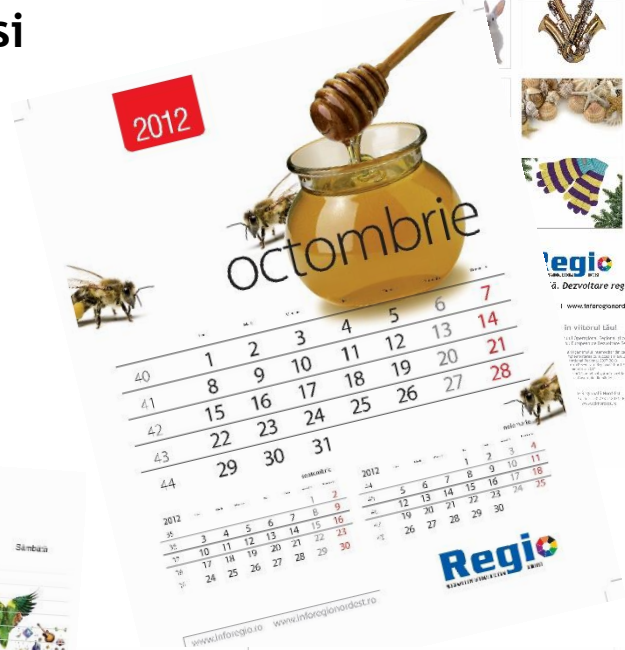 si
2012
octombrie
40 1 2 3 4 5 6 7
41 8 9 10 11 12 13 14
42 15 16 17 18 19 20 21
43 22 23 24 25 26 27 28
44 29 30 31
2012
1 2
3 4 5 6 7 8 9
10 11 12 13 14 15 16
17 18 19 20 21 22 23
24 25 26 27 28 29 30
2012
1 2 3 4
5 6 7 8 9 10 11
12 13 14 15 16 17 18
19 20 21 22 23 24 25
26 27 28 29 30
Regio
www.inforegio.ro www.inforegionordest.ro
Sâmbătă
Regio
Dezvoltare reg
în viitorul tău!